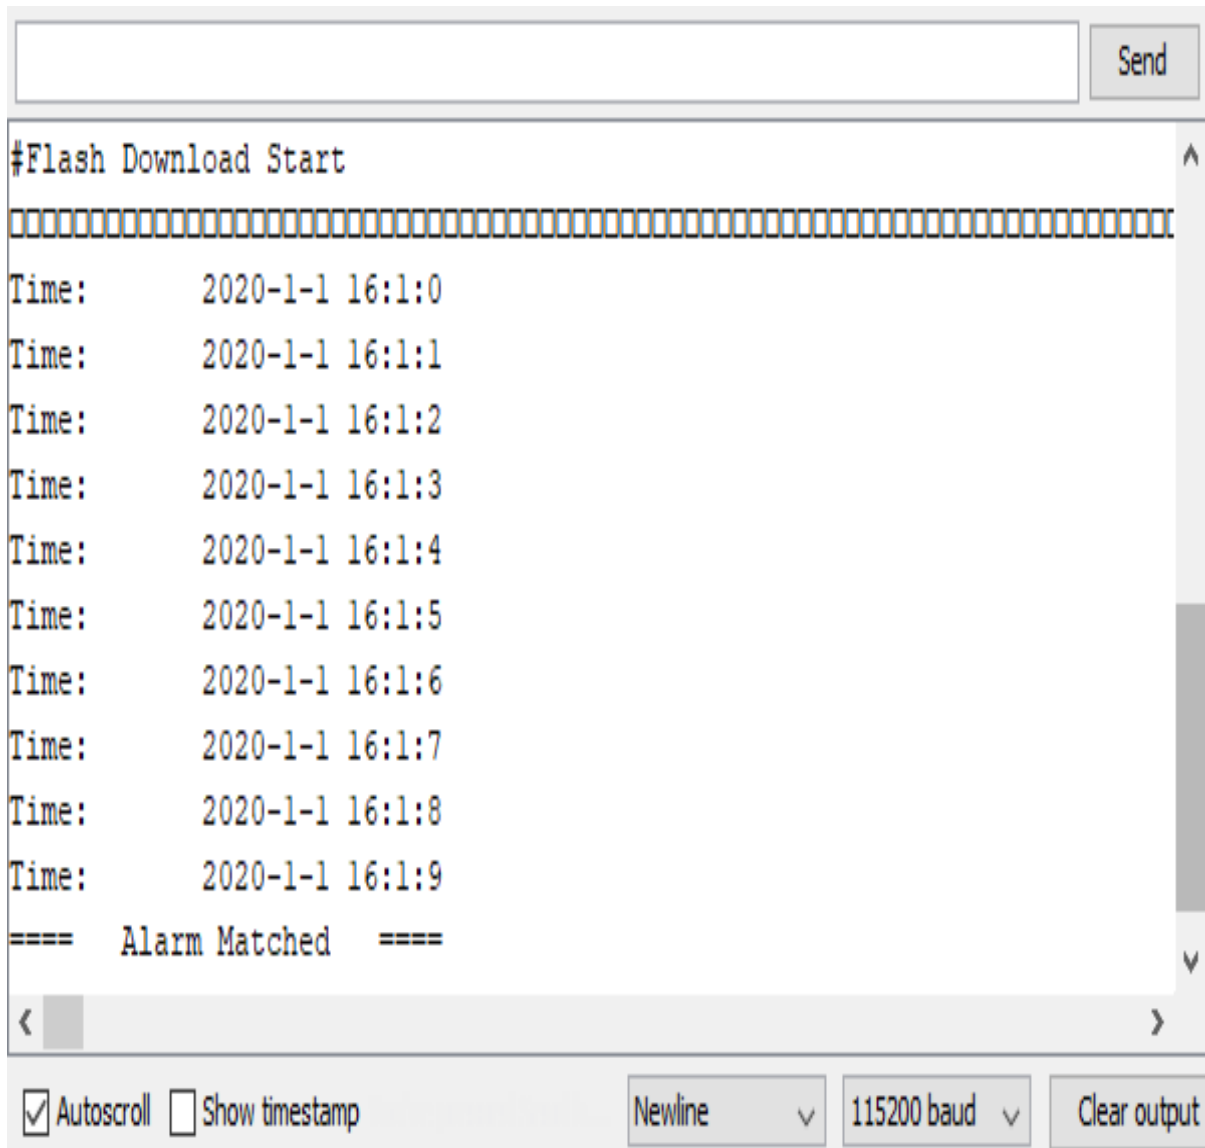 Send
#Flash Download Start
Time: 2020-1-1 16:1:0
Time: 2020-1-1 16:1:1
Time: 2020-1-1 16:1:2
Time: 2020-1-1 16:1:3
Time: 2020-1-1 16:1:4
Time: 2020-1-1 16:1:5
Time: 2020-1-1 16:1:6
Time: 2020-1-1 16:1:7
Time: 2020-1-1 16:1:8
Time: 2020-1-1 16:1:9
==== Alarm Matched ====
Autoscroll Show timestamp Newline 115200 baud Clear output